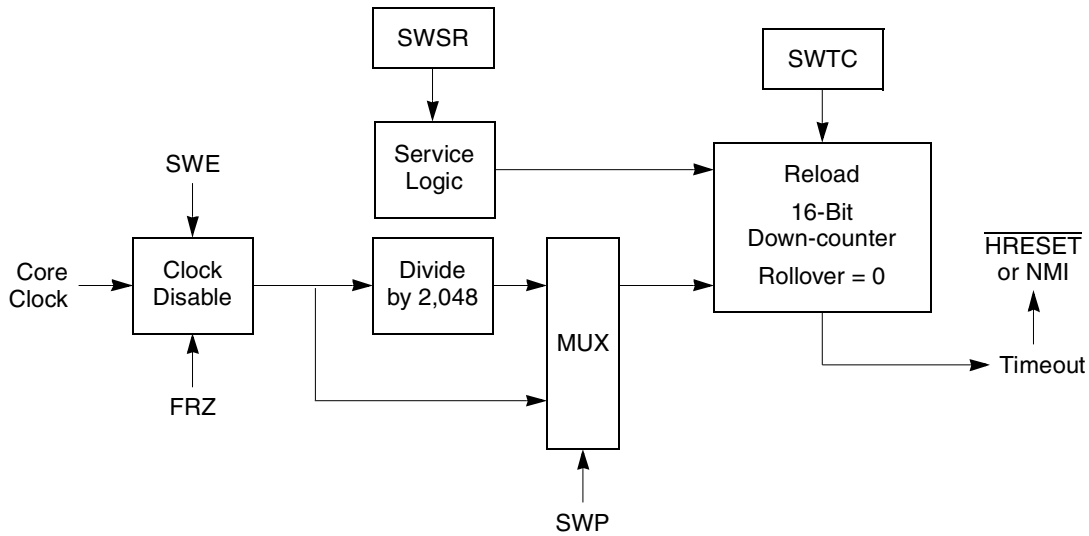 SWSR
SWTC
Service
Logic
SWE
Reload
16-Bit
Down-counter
Rollover = 0
HRESET
or NMI
Core
Clock
Clock
Disable
Divide
by 2,048
MUX
Timeout
FRZ
SWP